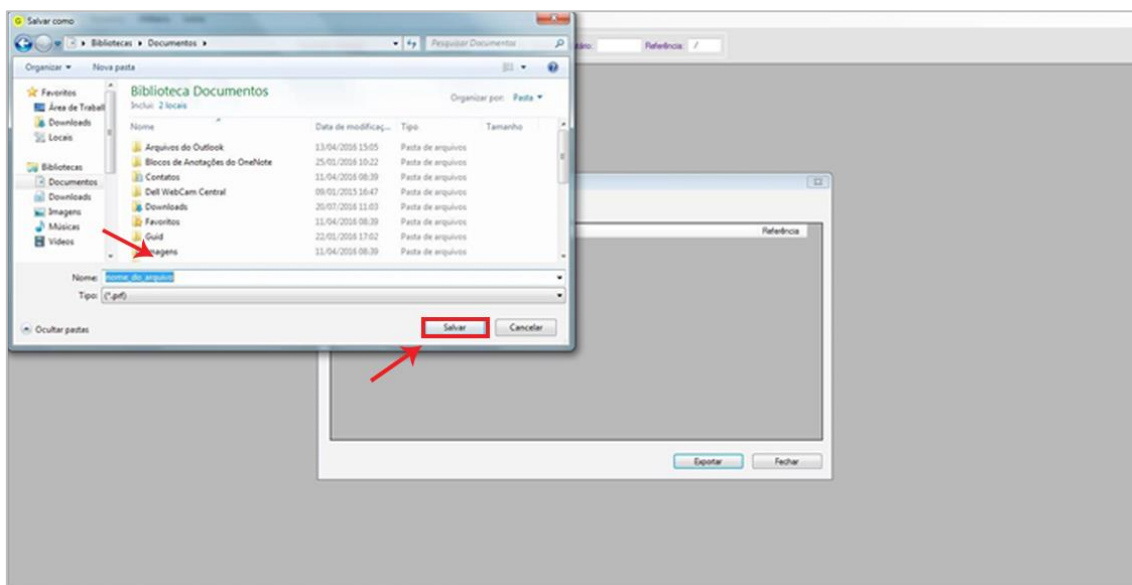 Salvar como
Bibliotecas Documentos
Pesquisar Documentos
Referência: /
Organizar Nova pasta
Biblioteca Documentos
Inclui: 2 locais
Organizar por: Pasta
Favoritos
Área de Traball
Downloads
Locais
Bibliotecas
Documentos
Downloads
Imagens
Músicas
Vídeos
Nome Data de modificaç... Tipo Tamanho
Arquivos do Outlook 13/04/2016 15:05 Pasta de arquivos
Blocos de Anotações do OneNote 25/01/2016 10:22 Pasta de arquivos
Contatos 11/04/2016 08:39 Pasta de arquivos
Dell WebCam Central 09/01/2015 16:47 Pasta de arquivos
Downloads 20/07/2016 11:03 Pasta de arquivos
Favoritos 11/04/2016 08:39 Pasta de arquivos
Guid 22/01/2016 17:02 Pasta de arquivos
Imagens 11/04/2016 08:39 Pasta de arquivos
Nome: nome_do_arquivo
Tipo: (*.prf)
Ocultar pastas
Salvar Cancelar
Referência
Exportar Fechar